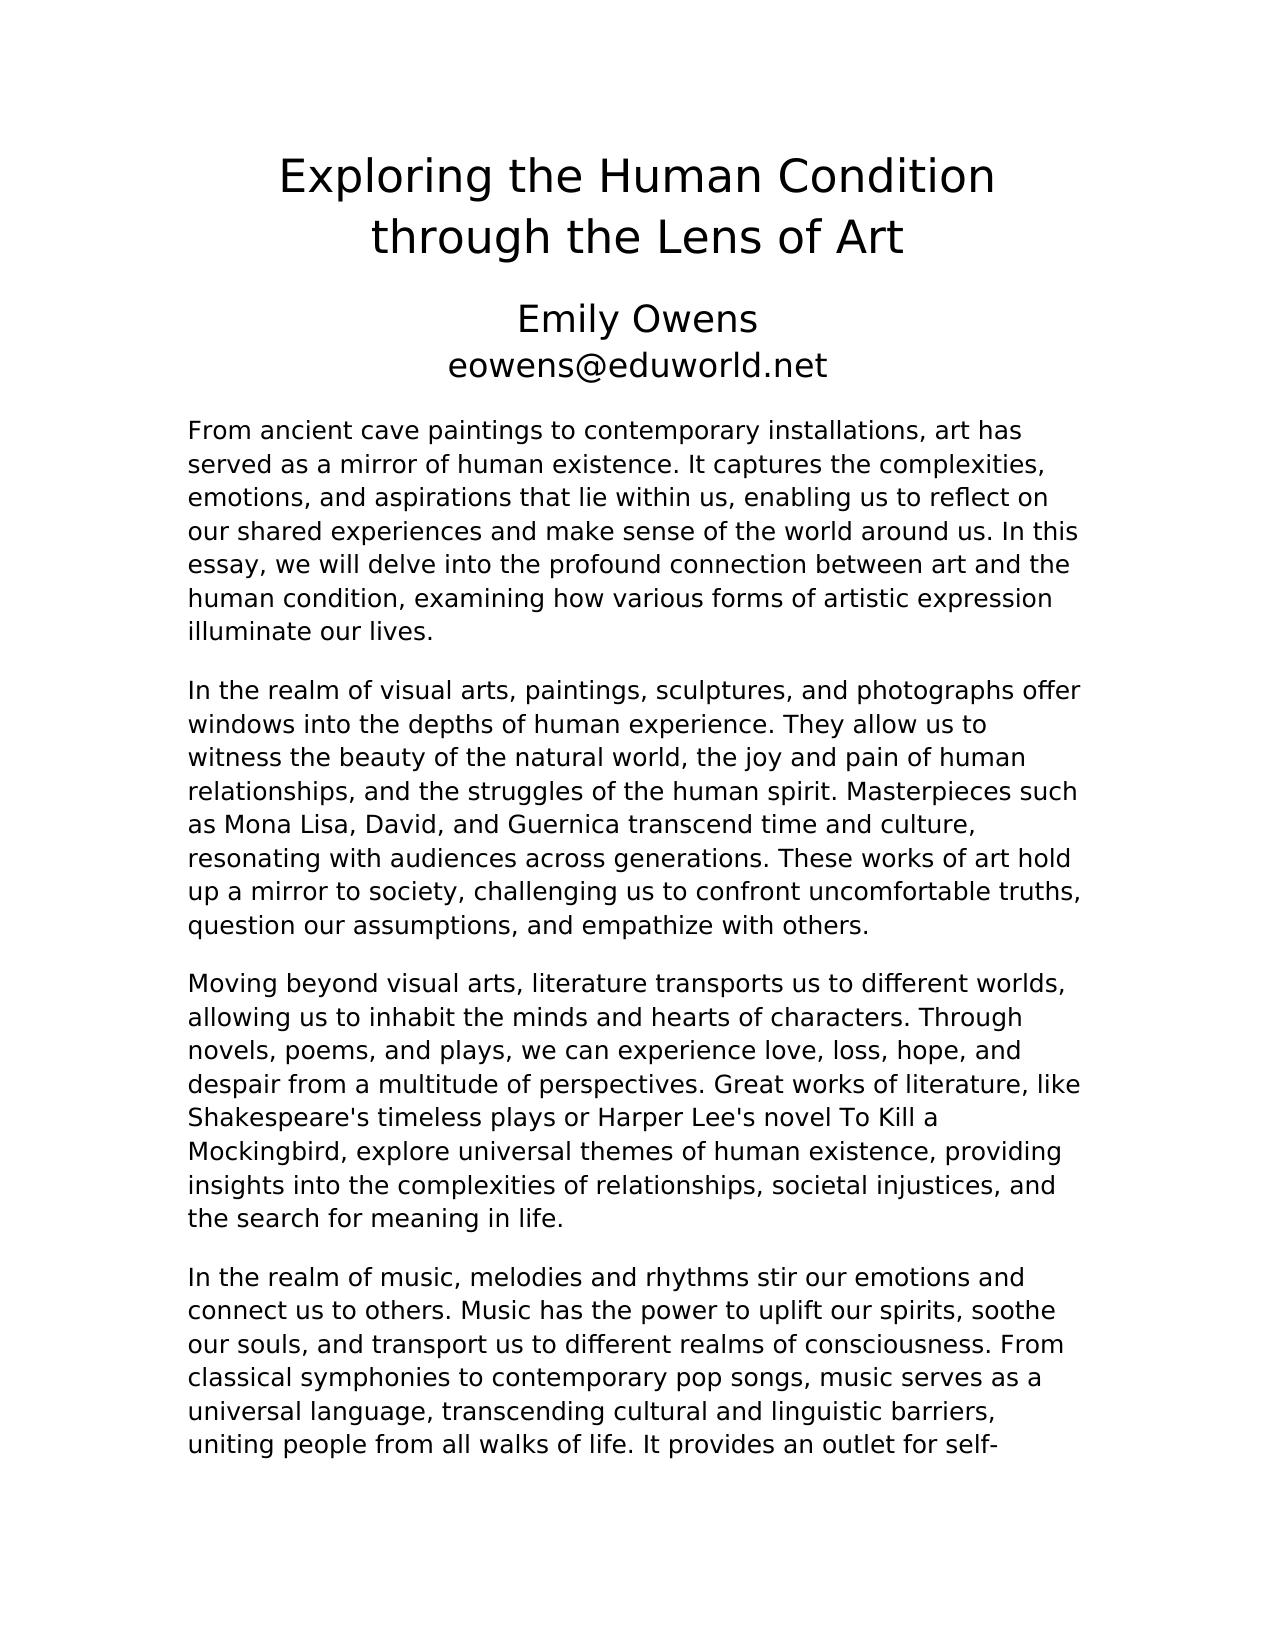 Exploring the Human Condition
through the Lens of Art
Emily Owens
eowens@eduworld.net
From ancient cave paintings to contemporary installations, art has
served as a mirror of human existence. It captures the complexities,
emotions, and aspirations that lie within us, enabling us to reflect on
our shared experiences and make sense of the world around us. In this
essay, we will delve into the profound connection between art and the
human condition, examining how various forms of artistic expression
illuminate our lives.
In the realm of visual arts, paintings, sculptures, and photographs offer
windows into the depths of human experience. They allow us to
witness the beauty of the natural world, the joy and pain of human
relationships, and the struggles of the human spirit. Masterpieces such
as Mona Lisa, David, and Guernica transcend time and culture,
resonating with audiences across generations. These works of art hold
up a mirror to society, challenging us to confront uncomfortable truths,
question our assumptions, and empathize with others.
Moving beyond visual arts, literature transports us to different worlds,
allowing us to inhabit the minds and hearts of characters. Through
novels, poems, and plays, we can experience love, loss, hope, and
despair from a multitude of perspectives. Great works of literature, like
Shakespeare's timeless plays or Harper Lee's novel To Kill a
Mockingbird, explore universal themes of human existence, providing
insights into the complexities of relationships, societal injustices, and
the search for meaning in life.
In the realm of music, melodies and rhythms stir our emotions and
connect us to others. Music has the power to uplift our spirits, soothe
our souls, and transport us to different realms of consciousness. From
classical symphonies to contemporary pop songs, music serves as a
universal language, transcending cultural and linguistic barriers,
uniting people from all walks of life. It provides an outlet for self-